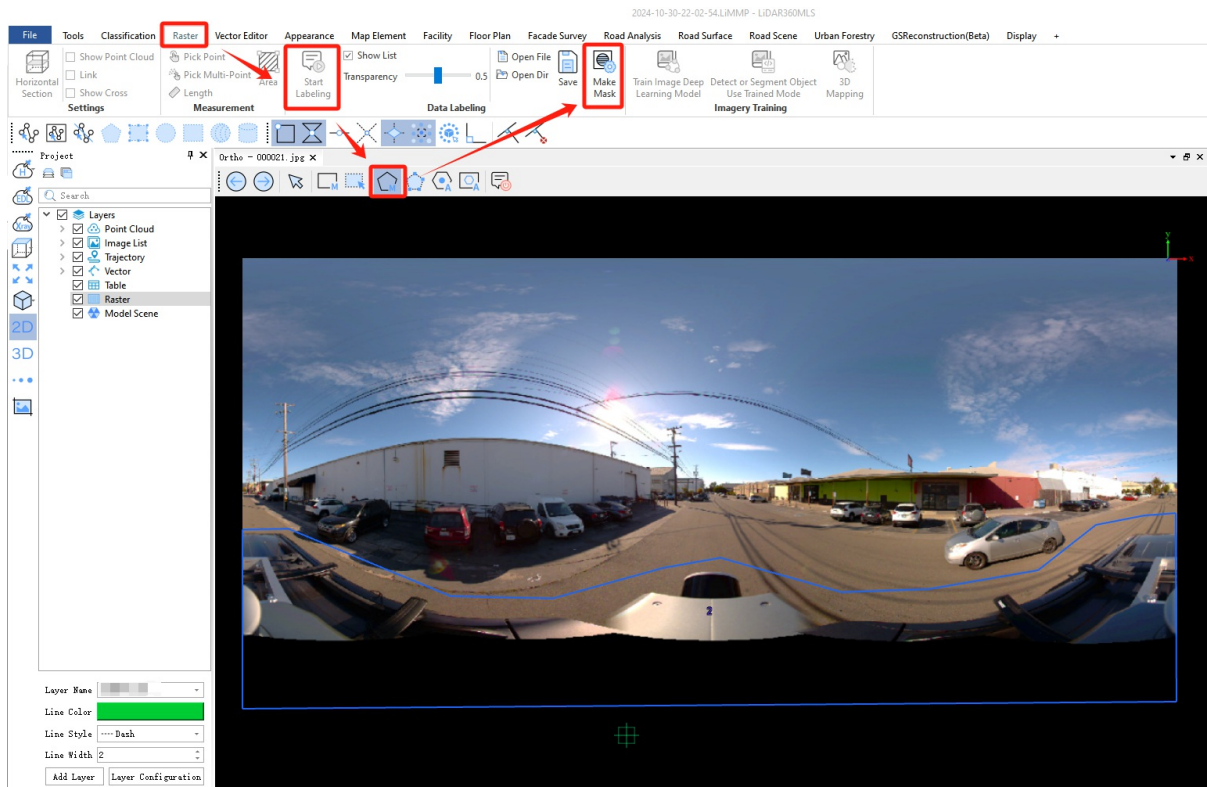 2024-10-30-22-02-54.LiMMP - LiDAR360MLS
File Tools Classification Raster Vector Editor Appearance Map Element Facility Floor Plan Facade Survey Road Analysis Road Surface Road Scene Urban Forestry GSReconstruction(Beta) Display +
Horizontal Section
Show Point Cloud
Link
Show Cross
Settings
Pick Point
Pick Multi-Point
Length
Area
Measurement
Start Labeling
Show List
Transparency 0.5
Open File
Open Dir
Save
Make Mask
Data Labeling
Train Image Deep Learning Model
Detect or Segment Object Use Trained Mode
3D Mapping
Imagery Training
Project
Ortho - 000021.jpg
Search
Layers
Point Cloud
Image List
Trajectory
Vector
Table
Raster
Model Scene
H
EDL
Xray
2D
3D
M
M
A
A
Y
X
2
Layer Name
Line Color
Line Style ---- Dash
Line Width 2
Add Layer Layer Configuration